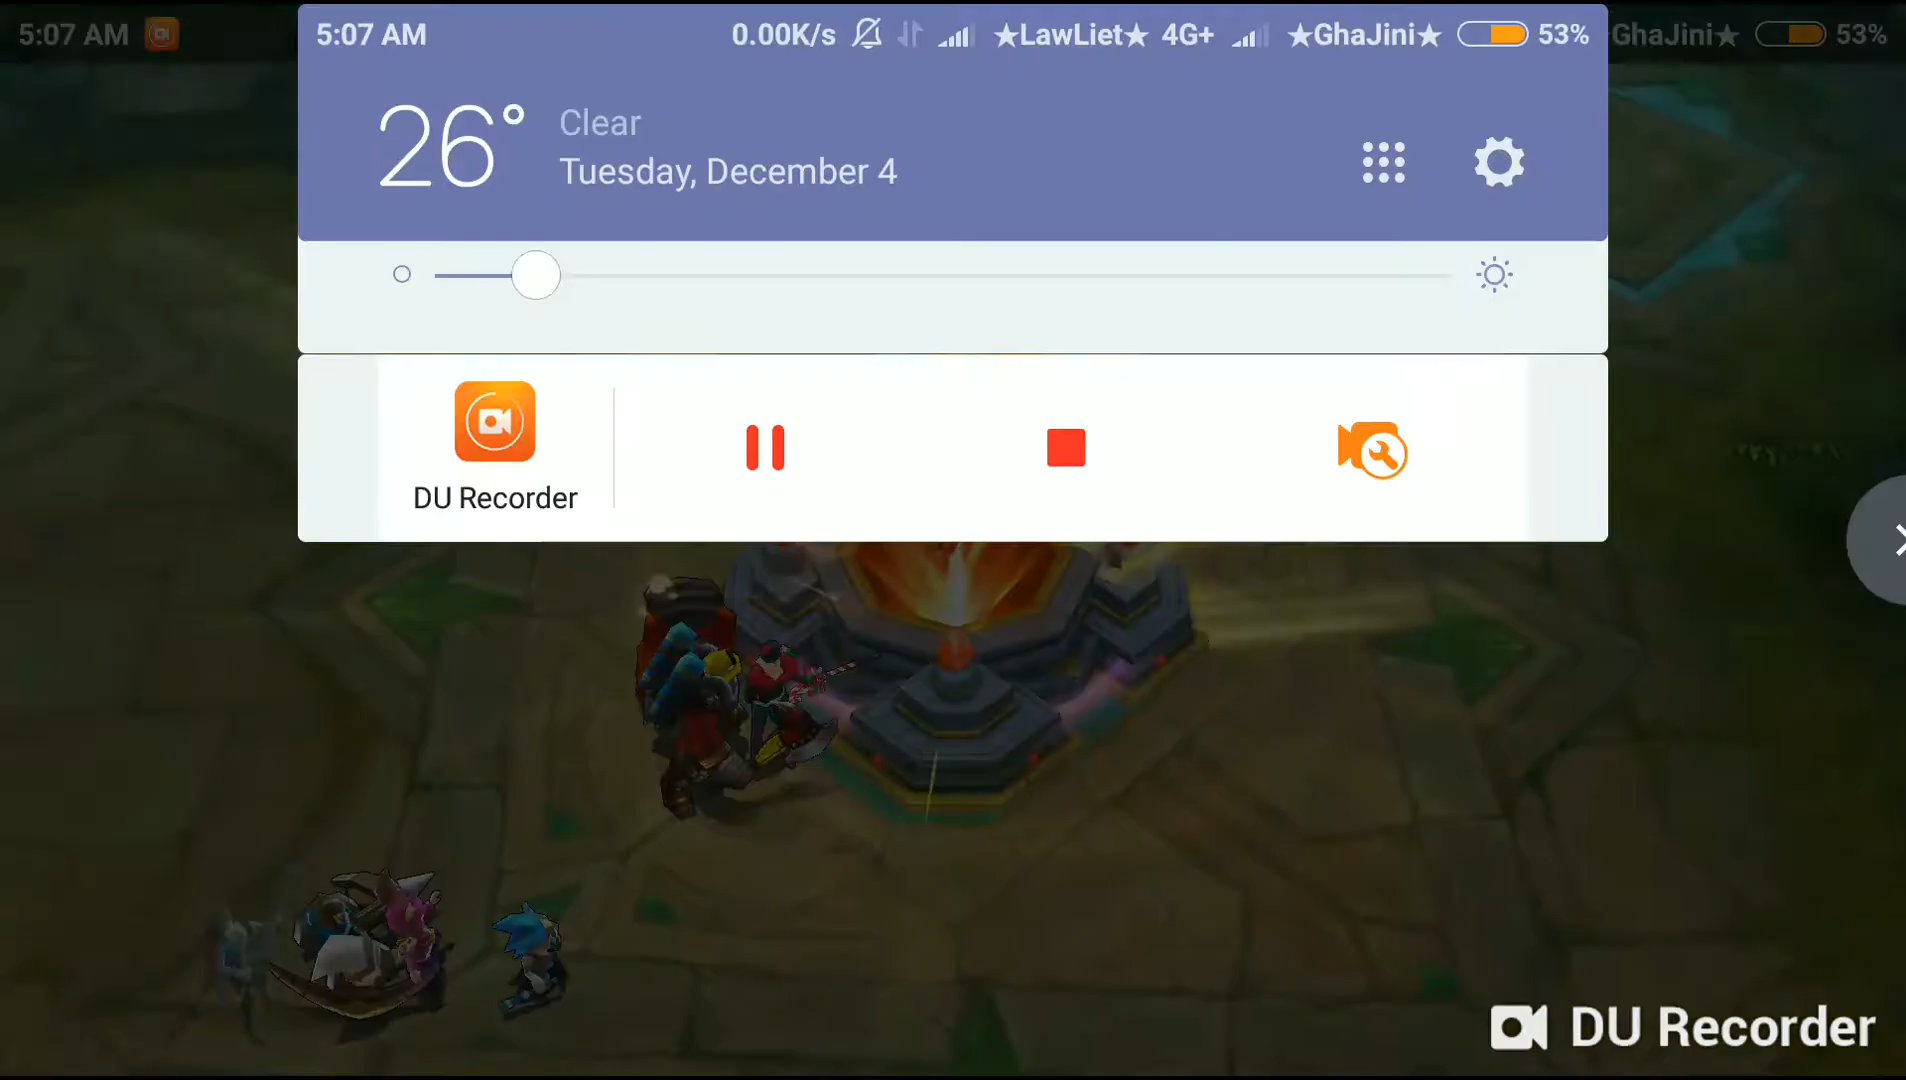 5:07 AM
5:07 AM 0.00K/s ★LawLiet★ 4G+ ★GhaJini★ 53%
GhaJini★ 53%
26° Clear
Tuesday, December 4
DU Recorder
DU Recorder